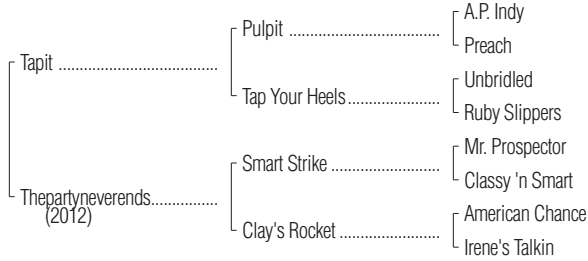 A.P. Indy
Pulpit ....................................
Preach
Tapit ......................................
Unbridled
Tap Your Heels.......................
Ruby Slippers
Mr. Prospector
Smart Strike ...........................
Classy 'n Smart
Thepartyneverends................
(2012)
American Chance
Clay's Rocket .........................
Irene's Talkin